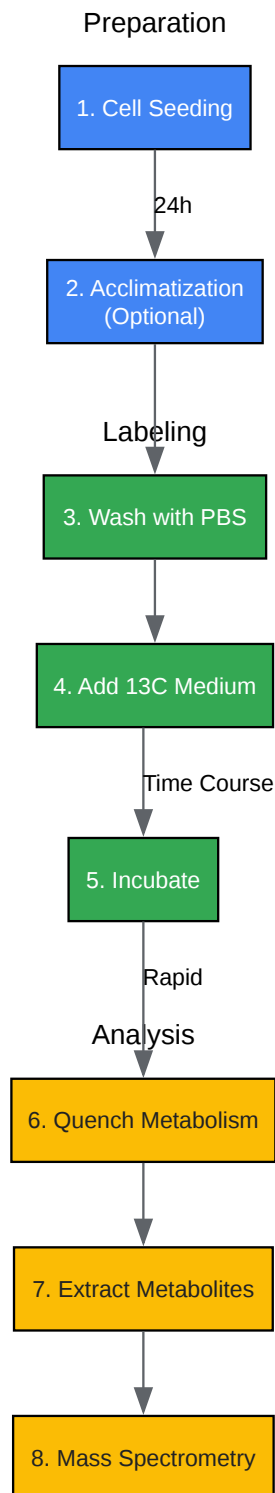 Preparation
1. Cell Seeding
24h
2. Acclimatization
(Optional)
Labeling
3. Wash with PBS
4. Add 13C Medium
Time Course
5. Incubate
Rapid
Analysis
6. Quench Metabolism
7. Extract Metabolites
8. Mass Spectrometry